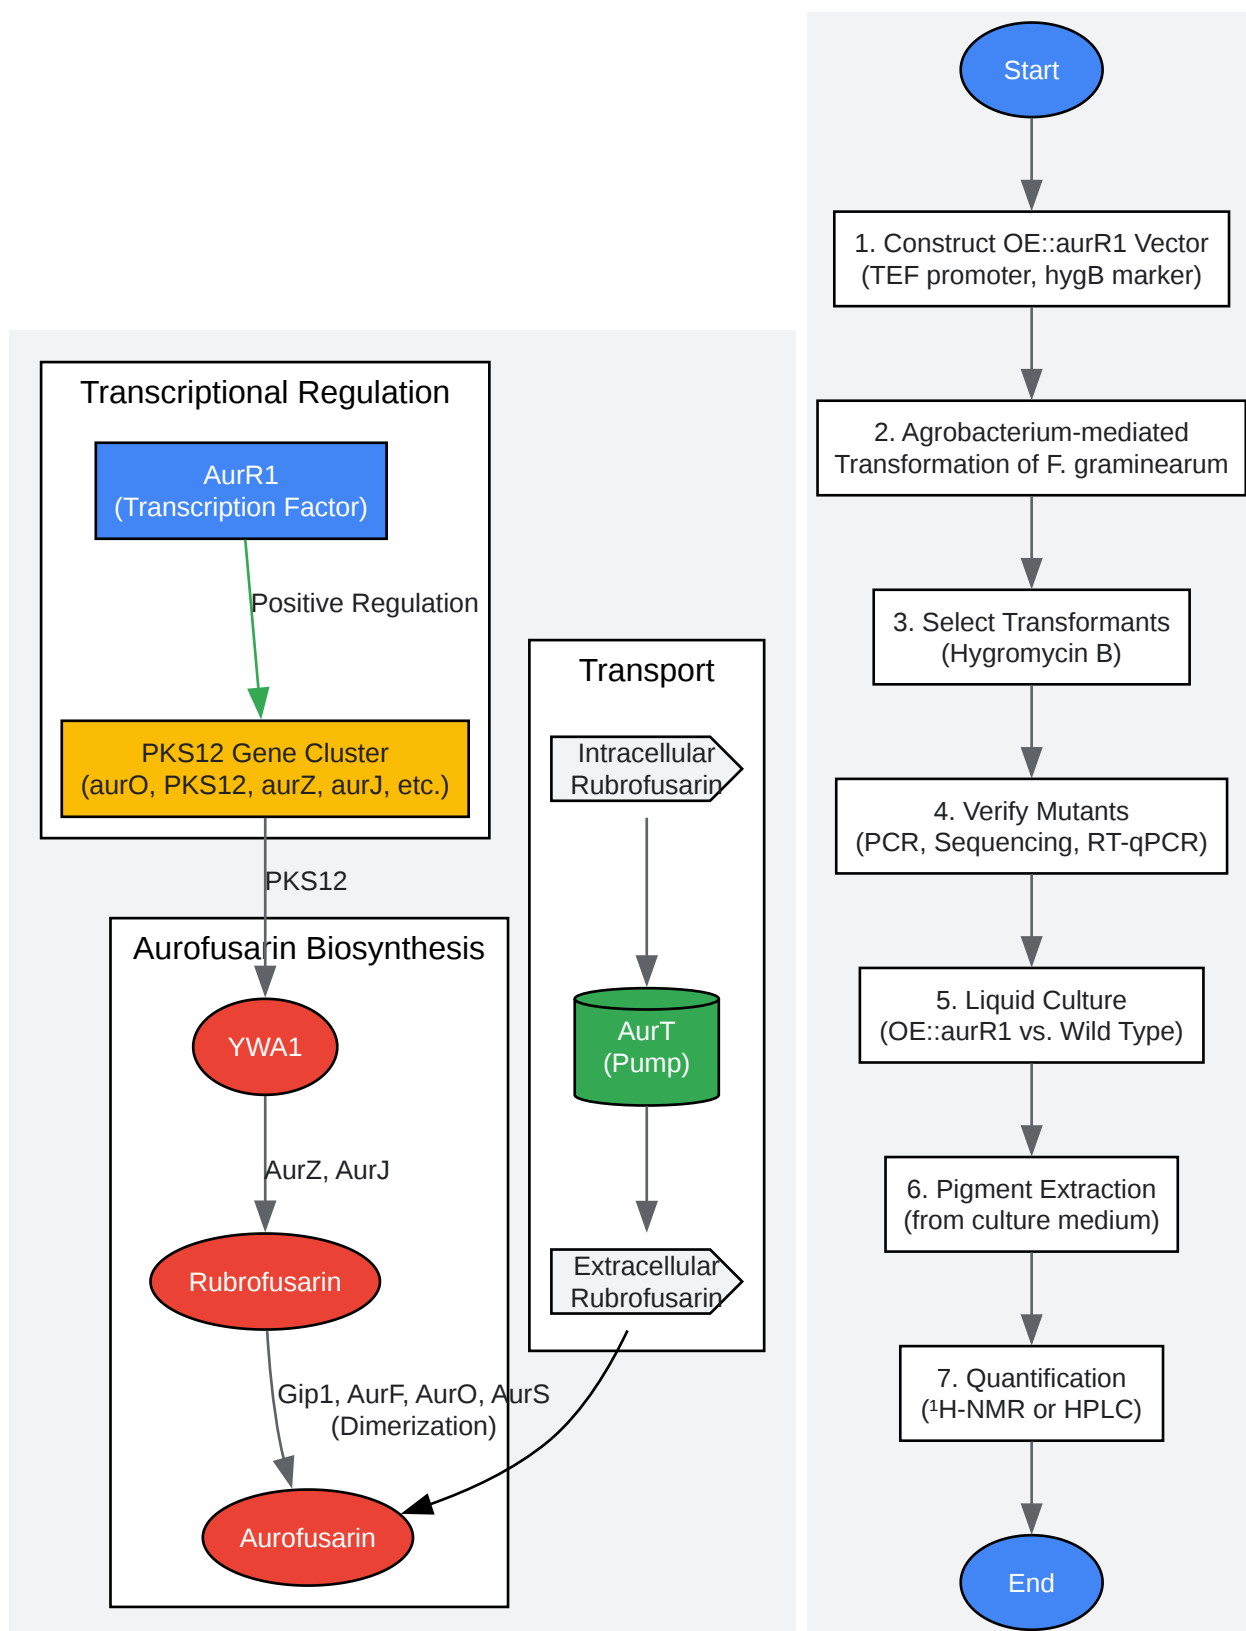 Transcriptional Regulation
AurR1
(Transcription Factor)
Positive Regulation
PKS12 Gene Cluster
(aurO, PKS12, aurZ, aurJ, etc.)
PKS12
Aurofusarin Biosynthesis
YWA1
AurZ, AurJ
Rubrofusarin
Gip1, AurF, AurO, AurS
(Dimerization)
Aurofusarin
Transport
Intracellular
Rubrofusarin
AurT
(Pump)
Extracellular
Rubrofusarin
Start
1. Construct OE::aurR1 Vector
(TEF promoter, hygB marker)
2. Agrobacterium-mediated
Transformation of F. graminearum
3. Select Transformants
(Hygromycin B)
4. Verify Mutants
(PCR, Sequencing, RT-qPCR)
5. Liquid Culture
(OE::aurR1 vs. Wild Type)
6. Pigment Extraction
(from culture medium)
7. Quantification
(¹H-NMR or HPLC)
End